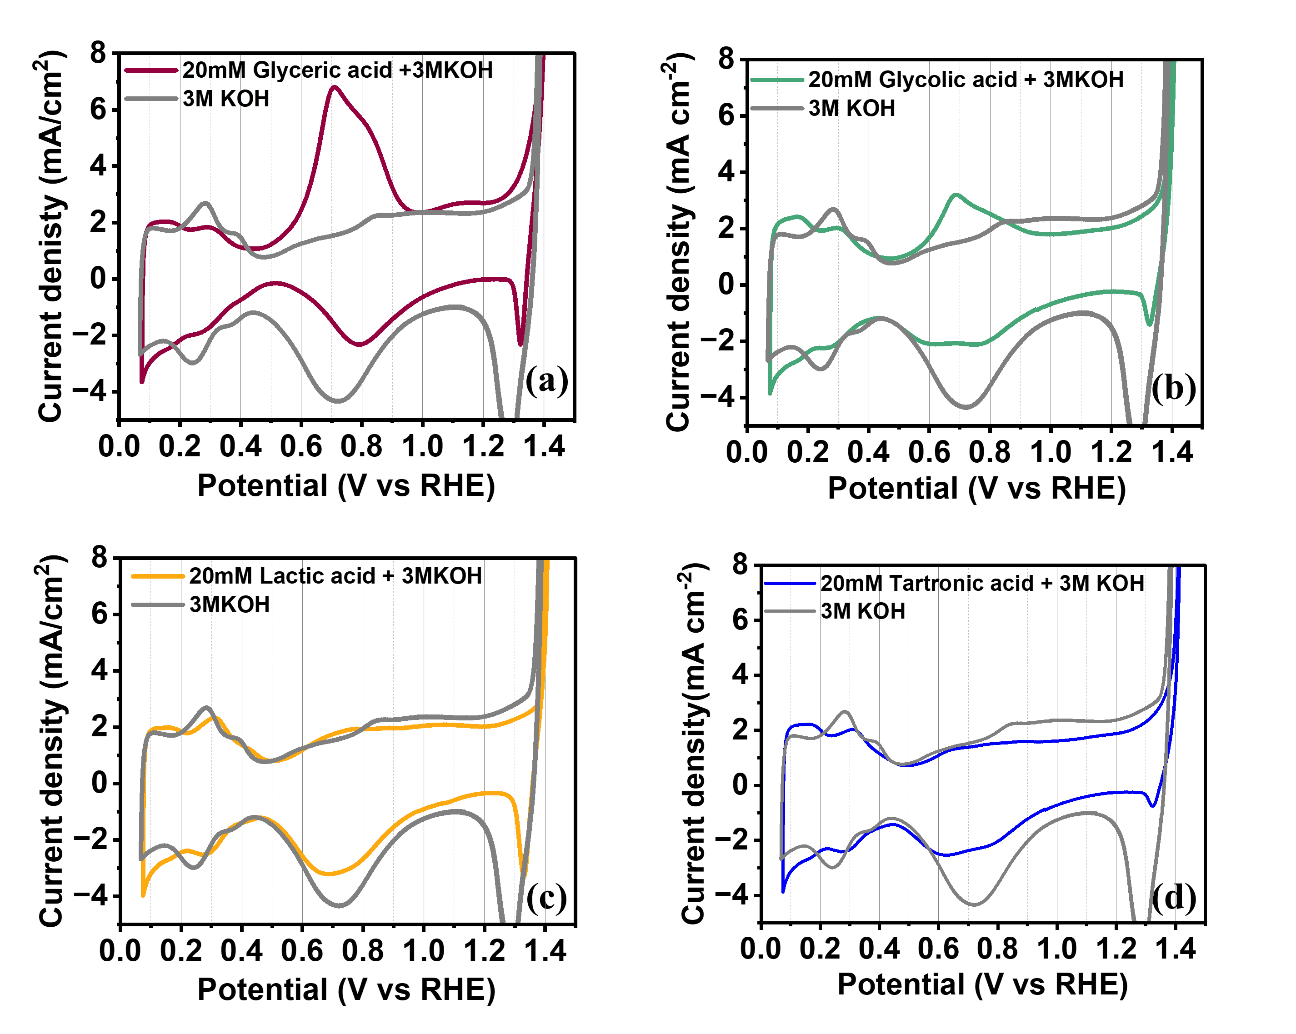 20mM Glyceric acid +3MKOH
3M KOH
Current denisty (mA/cm2)
8
6
4
2
0
−2
−4
0.0 0.2 0.4 0.6 0.8 1.0 1.2 1.4
Potential (V vs RHE)
(a)
20mM Glycolic acid + 3MKOH
3M KOH
Current density (mA cm-2)
8
6
4
2
0
−2
−4
0.0 0.2 0.4 0.6 0.8 1.0 1.2 1.4
Potential (V vs RHE)
(b)
20mM Lactic acid + 3MKOH
3MKOH
Current density (mA/cm2)
8
6
4
2
0
−2
−4
0.0 0.2 0.4 0.6 0.8 1.0 1.2 1.4
Potential (V vs RHE)
(c)
20mM Tartronic acid + 3M KOH
3M KOH
Current density(mA cm-2)
8
6
4
2
0
−2
−4
0.0 0.2 0.4 0.6 0.8 1.0 1.2 1.4
Potential (V vs RHE)
(d)